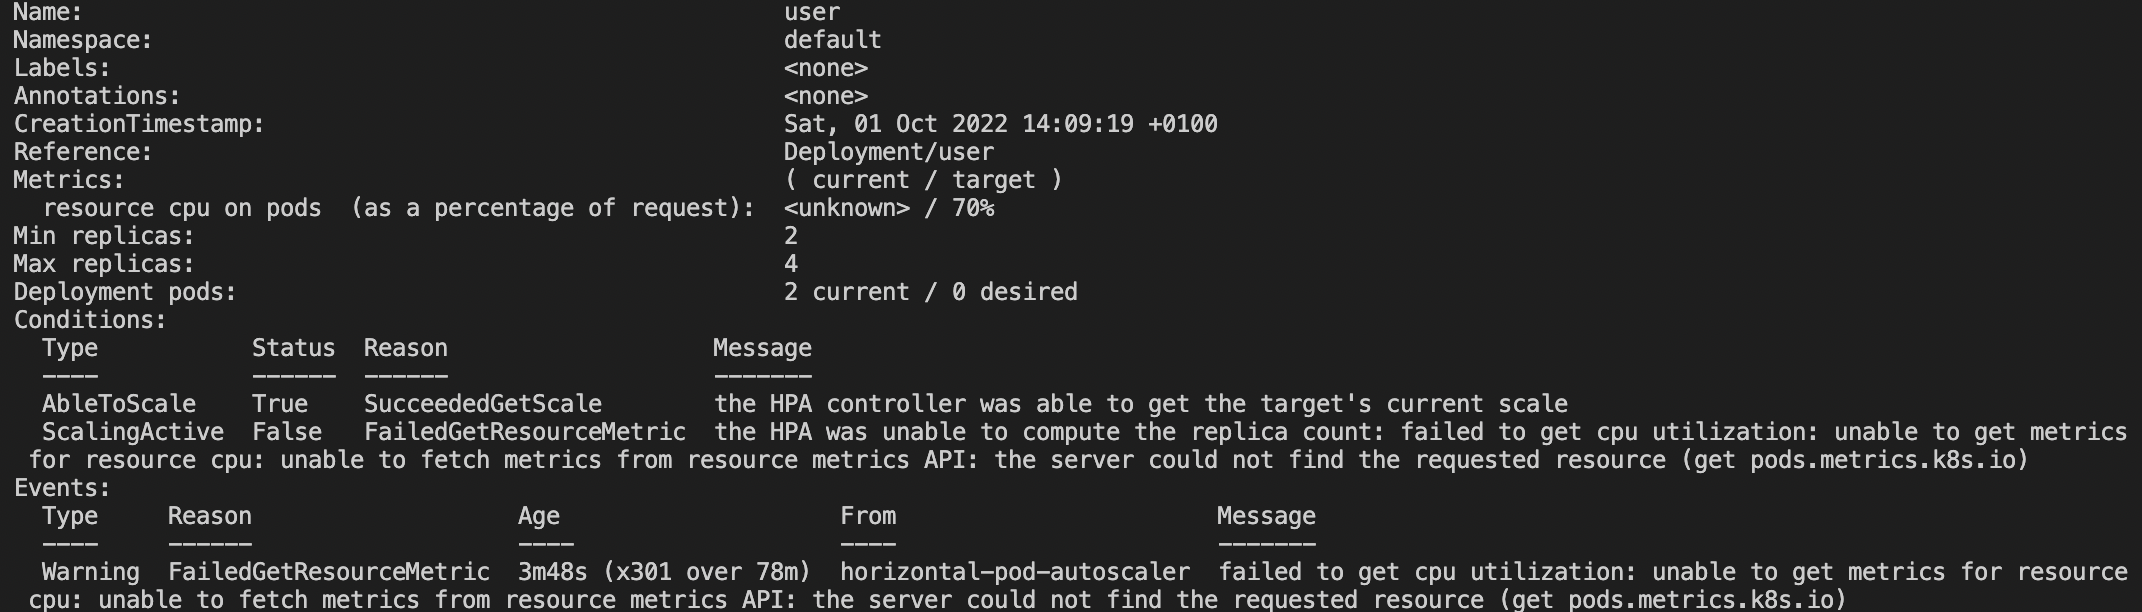 Name:                                                  user
Namespace:                                             default
Labels:                                                <none>
Annotations:                                           <none>
CreationTimestamp:                                     Sat, 01 Oct 2022 14:09:19 +0100
Reference:                                             Deployment/user
Metrics:                                               ( current / target )
  resource cpu on pods  (as a percentage of request):  <unknown> / 70%
Min replicas:                                          2
Max replicas:                                          4
Deployment pods:                                       2 current / 0 desired
Conditions:
  Type           Status  Reason                   Message
  ----           ------  ------                   -------
  AbleToScale    True    SucceededGetScale        the HPA controller was able to get the target's current scale
  ScalingActive  False   FailedGetResourceMetric  the HPA was unable to compute the replica count: failed to get cpu utilization: unable to get metrics
 for resource cpu: unable to fetch metrics from resource metrics API: the server could not find the requested resource (get pods.metrics.k8s.io)
Events:
  Type     Reason                   Age                    From                       Message
  ----     ------                   ----                   ----                       -------
  Warning  FailedGetResourceMetric  3m48s (x301 over 78m)  horizontal-pod-autoscaler  failed to get cpu utilization: unable to get metrics for resource
 cpu: unable to fetch metrics from resource metrics API: the server could not find the requested resource (get pods.metrics.k8s.io)